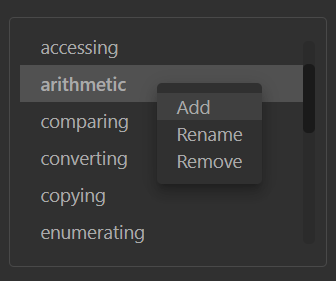 accessing
arithmetic
comparing
converting
copying
enumerating
Add
Rename
Remove